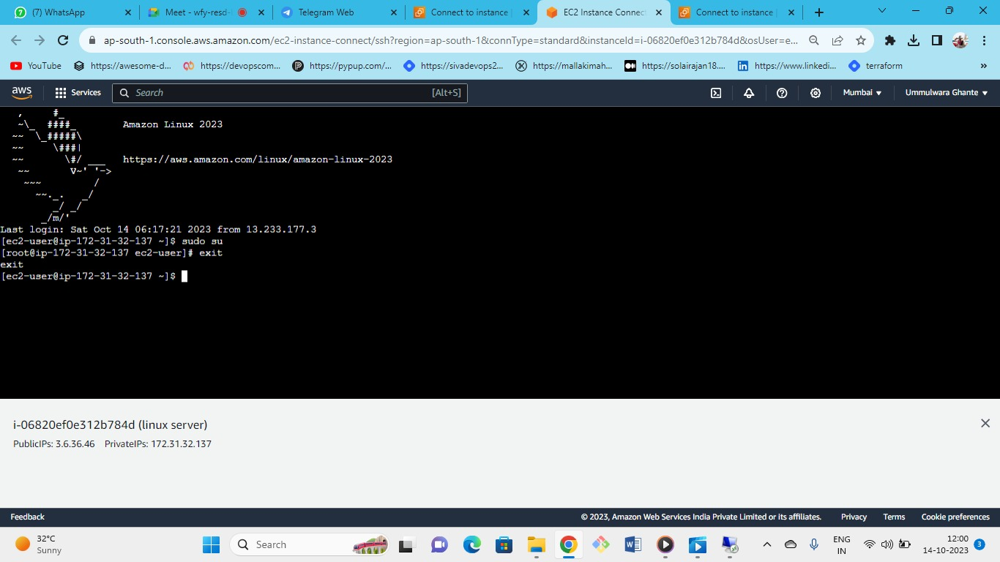 (7) WhatsApp
Meet - wfy-resd-
Telegram Web
Connect to instance |
EC2 Instance Connect
Connect to instance |
ap-south-1.console.aws.amazon.com/ec2-instance-connect/ssh?region=ap-south-1&connType=standard&instanceId=i-06820ef0e312b784d&osUser=e...
YouTube
https://awesome-d...
https://devopscom...
https://pypup.com/...
https://sivadevops2...
https://mallakimah...
https://solairajan18....
https://www.linkedi...
terraform
»
aws
Services
Search
[Alt+S]
Mumbai
Ummulwara Ghante
   ,     #_
   ~\_  ####_        Amazon Linux 2023
  ~~  \_#####\
  ~~     \###|
  ~~       \#/ ___   https://aws.amazon.com/linux/amazon-linux-2023
   ~~       V~' '->
    ~~~         /
      ~~._.   _/
         _/ _/
       _/m/'
Last login: Sat Oct 14 06:17:21 2023 from 13.233.177.3
[ec2-user@ip-172-31-32-137 ~]$ sudo su
[root@ip-172-31-32-137 ec2-user]# exit
exit
[ec2-user@ip-172-31-32-137 ~]$
i-06820ef0e312b784d (linux server)
PublicIPs: 3.6.36.46 PrivateIPs: 172.31.32.137
Feedback
© 2023, Amazon Web Services India Private Limited or its affiliates.
Privacy
Terms
Cookie preferences
32°C
Sunny
Search
ENG
IN
12:00
14-10-2023
3